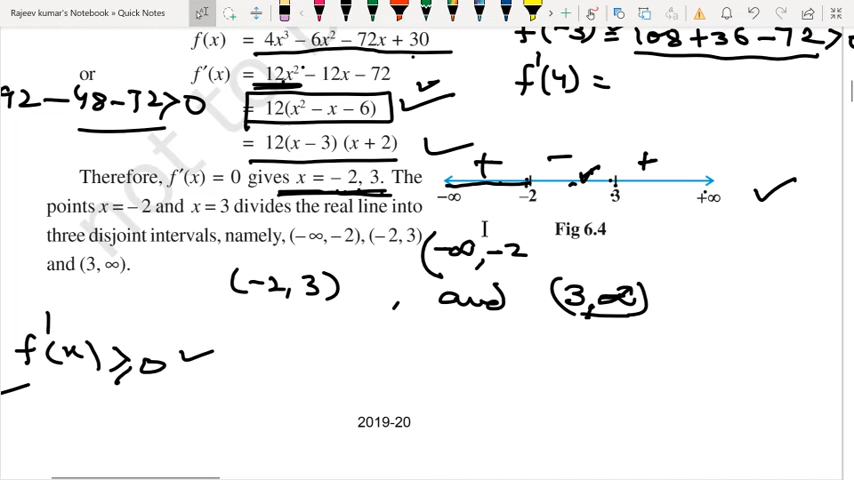 Rajeev kumar's Notebook » Quick Notes
f(x) = 4x³ – 6x² – 72x + 30
f(-3) = 108+36-72>0
or f′(x) = 12x² – 12x – 72
f'(4) =
92-48-72>0
= 12(x² – x – 6)
= 12(x – 3) (x + 2)
+ - +
Therefore, f′(x) = 0 gives x = – 2, 3. The
–∞ –2 3 +∞
points x = – 2 and x = 3 divides the real line into
Fig 6.4
three disjoint intervals, namely, (– ∞, – 2), (– 2, 3)
and (3, ∞).
(-∞,-2
(-2,3) , and (3,∞)
f'(x) ≥ 0
2019-20
not to